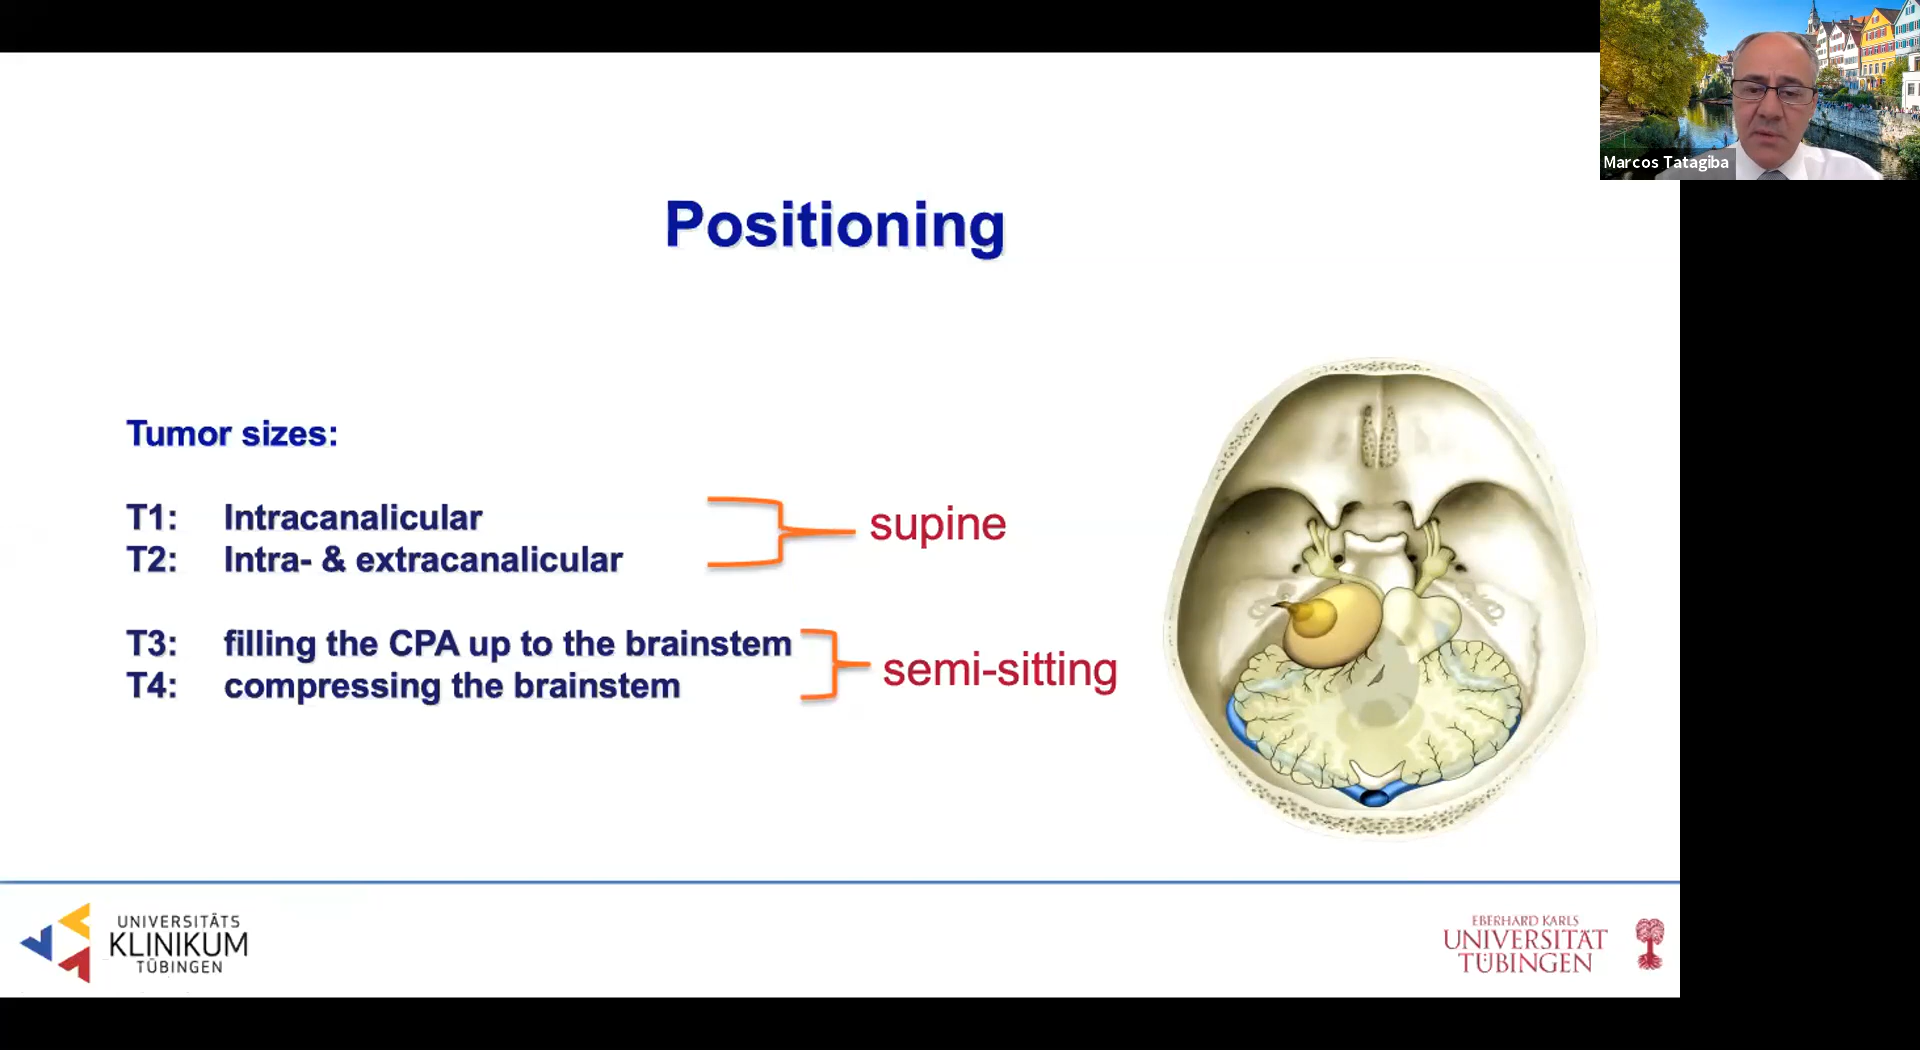 Marcos Tatagiba
Positioning
Tumor sizes:
T1: Intracanalicular
T2: Intra- & extracanalicular
supine
T3: filling the CPA up to the brainstem
T4: compressing the brainstem
semi-sitting
UNIVERSITÄTS
KLINIKUM
TÜBINGEN
EBERHARD KARLS
UNIVERSITÄT
TÜBINGEN